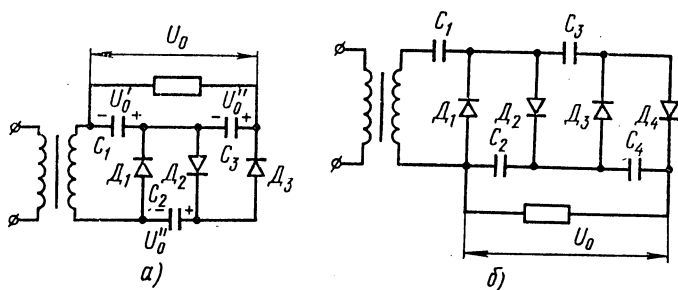 U₀
U₀′ U₀″
C₁ Д₁ Д₂ C₃ Д₃
C₂
U₀″
а)
C₁ C₃
Д₁ Д₂ Д₃ Д₄
C₂ C₄
U₀
б)